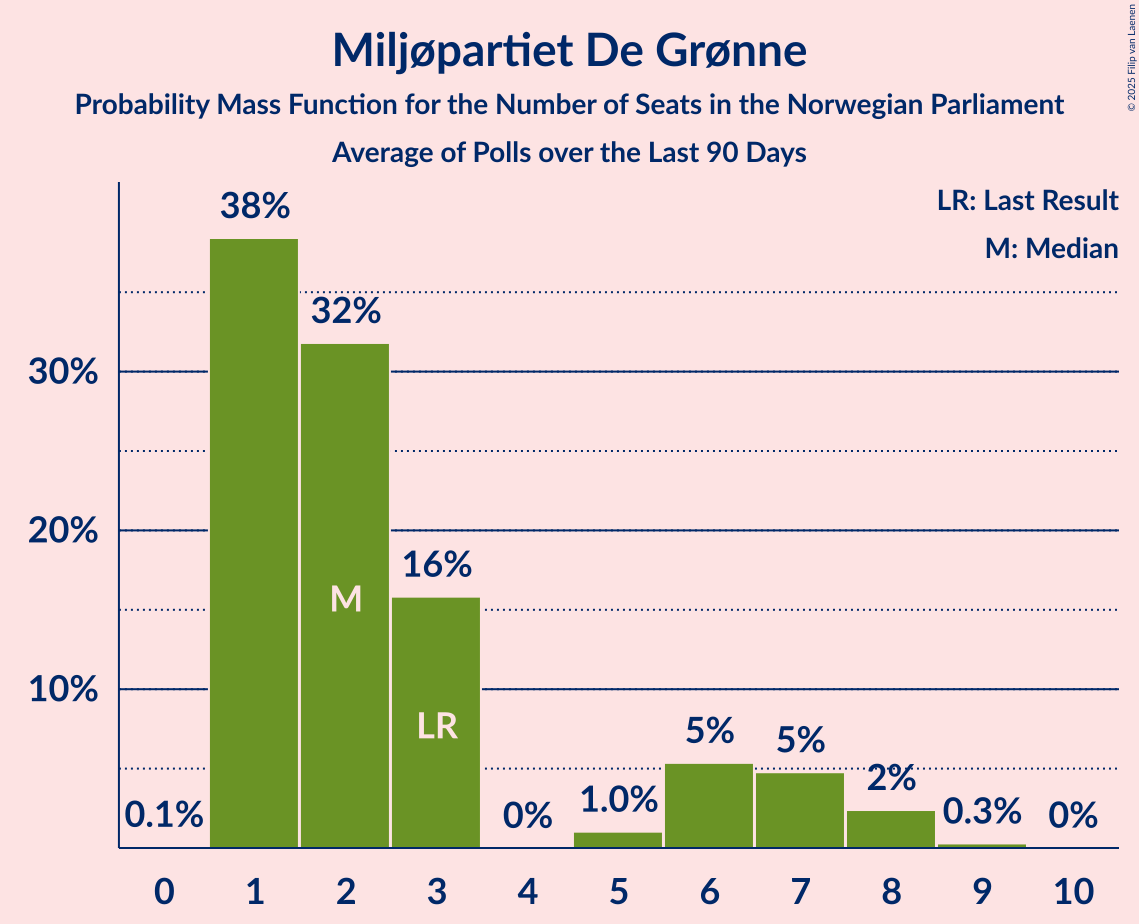 Miljøpartiet De Grønne
Probability Mass Function for the Number of Seats in the Norwegian Parliament
Average of Polls over the Last 90 Days
© 2025 Filip van Laenen
LR: Last Result
M: Median
38%
32%
30%
20%
16%
M
10%
LR
5%
5%
2%
1.0%
0.3%
0.1%
0%
0%
0 1 2 3 4 5 6 7 8 9 10